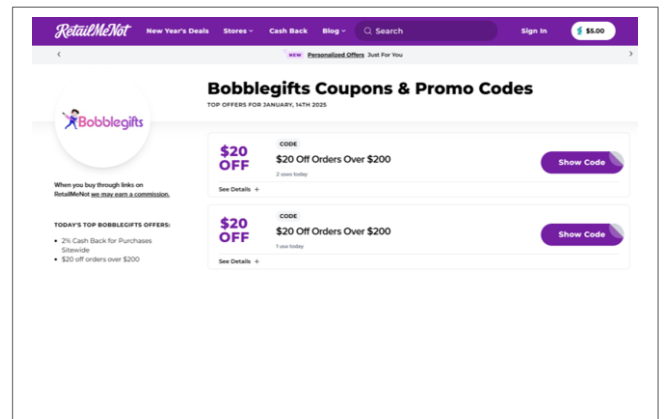 RetailMeNot New Year's Deals Stores Cash Back Blog Search Sign In $5.00
NEW Personalized Offers Just For You
Bobblegifts
Bobblegifts Coupons & Promo Codes
TOP OFFERS FOR JANUARY, 14TH 2025
When you buy through links on
RetailMeNot we may earn a commission.
TODAY'S TOP BOBBLEGIFTS OFFERS:
• 2% Cash Back for Purchases
Sitewide
• $20 off orders over $200
$20
OFF
CODE
$20 Off Orders Over $200
2 uses today
Show Code
See Details +
$20
OFF
CODE
$20 Off Orders Over $200
1 use today
Show Code
See Details +